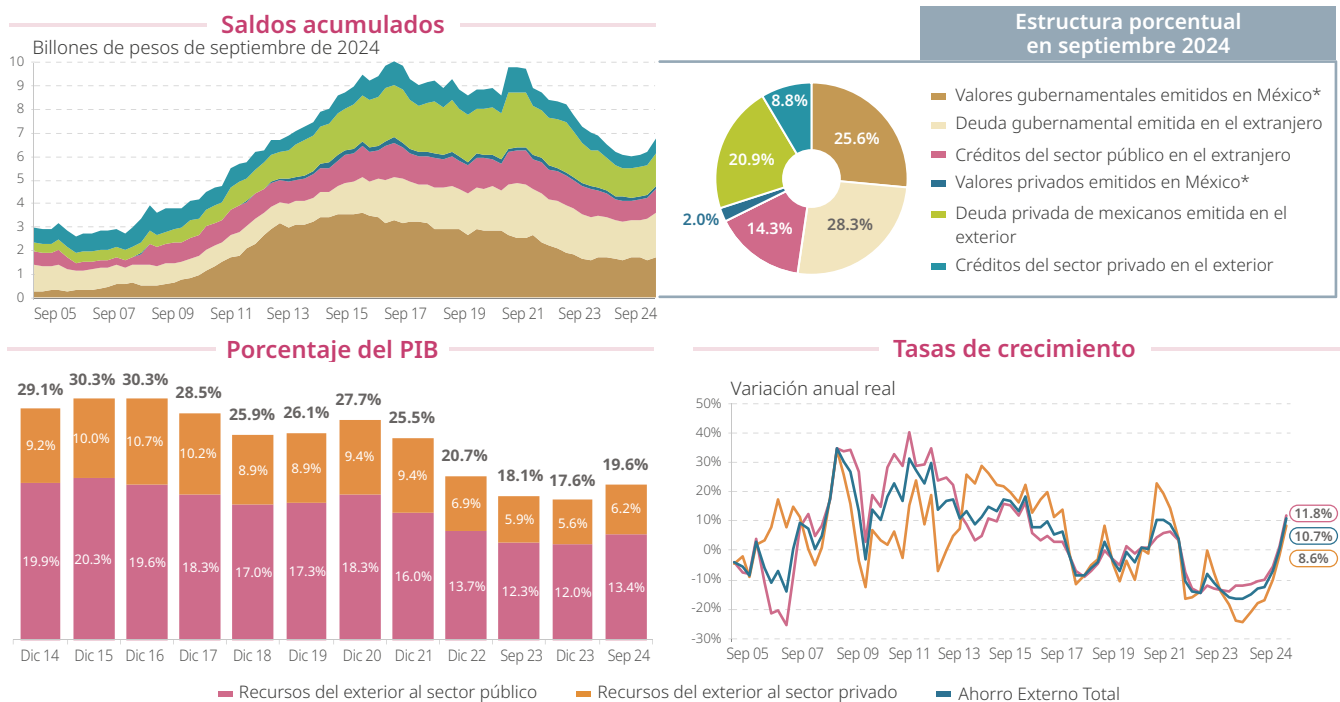 Saldos acumulados
Billones de pesos de septiembre de 2024
10
9
8
7
6
5
4
3
2
1
0
Sep 05 Sep 07 Sep 09 Sep 11 Sep 13 Sep 15 Sep 17 Sep 19 Sep 21 Sep 23 Sep 24
Estructura porcentual
en septiembre 2024
8.8%
25.6%
20.9%
2.0%
14.3%
28.3%
Valores gubernamentales emitidos en México*
Deuda gubernamental emitida en el extranjero
Créditos del sector público en el extranjero
Valores privados emitidos en México*
Deuda privada de mexicanos emitida en el
exterior
Créditos del sector privado en el exterior
Porcentaje del PIB
29.1% 30.3% 30.3% 28.5% 25.9% 26.1% 27.7% 25.5% 20.7% 18.1% 17.6% 19.6%
9.2% 10.0% 10.7% 10.2% 8.9% 8.9% 9.4% 9.4% 6.9% 5.9% 5.6% 6.2%
19.9% 20.3% 19.6% 18.3% 17.0% 17.3% 18.3% 16.0% 13.7% 12.3% 12.0% 13.4%
Dic 14 Dic 15 Dic 16 Dic 17 Dic 18 Dic 19 Dic 20 Dic 21 Dic 22 Sep 23 Dic 23 Sep 24
Tasas de crecimiento
Variación anual real
50%
40%
30%
20%
10%
0%
-10%
-20%
-30%
11.8%
10.7%
8.6%
Sep 05 Sep 07 Sep 09 Sep 11 Sep 13 Sep 15 Sep 17 Sep 19 Sep 21 Sep 23 Sep 24
Recursos del exterior al sector público Recursos del exterior al sector privado Ahorro Externo Total